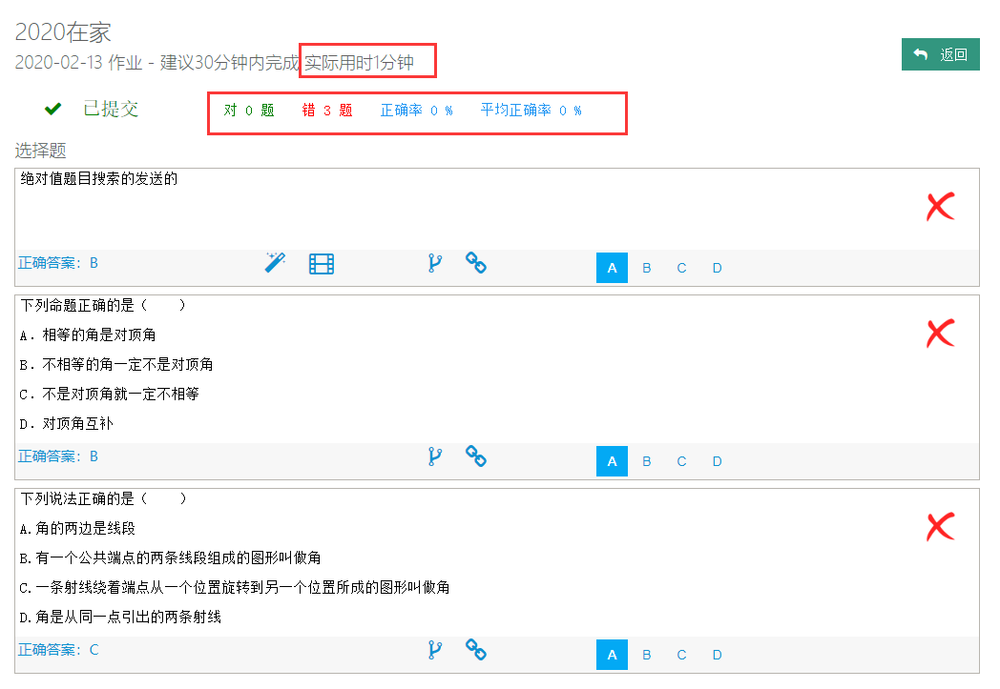 2020在家
2020-02-13 作业 - 建议30分钟内完成 实际用时1分钟
返回
已提交 对 0 题 错 3 题 正确率 0 % 平均正确率 0 %
选择题
绝对值题目搜索的发送的
正确答案: B A B C D
下列命题正确的是（　　）
A．相等的角是对顶角
B．不相等的角一定不是对顶角
C．不是对顶角就一定不相等
D．对顶角互补
正确答案: B A B C D
下列说法正确的是（　　）
A.角的两边是线段
B.有一个公共端点的两条线段组成的图形叫做角
C.一条射线绕着端点从一个位置旋转到另一个位置所成的图形叫做角
D.角是从同一点引出的两条射线
正确答案: C A B C D